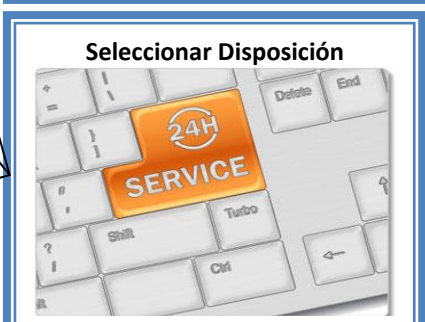 Seleccionar Disposición
+
=
|
\
Delete
End
}
]
24H
SERVICE
"
,
?
/
Shift
Turbo
Ctrl